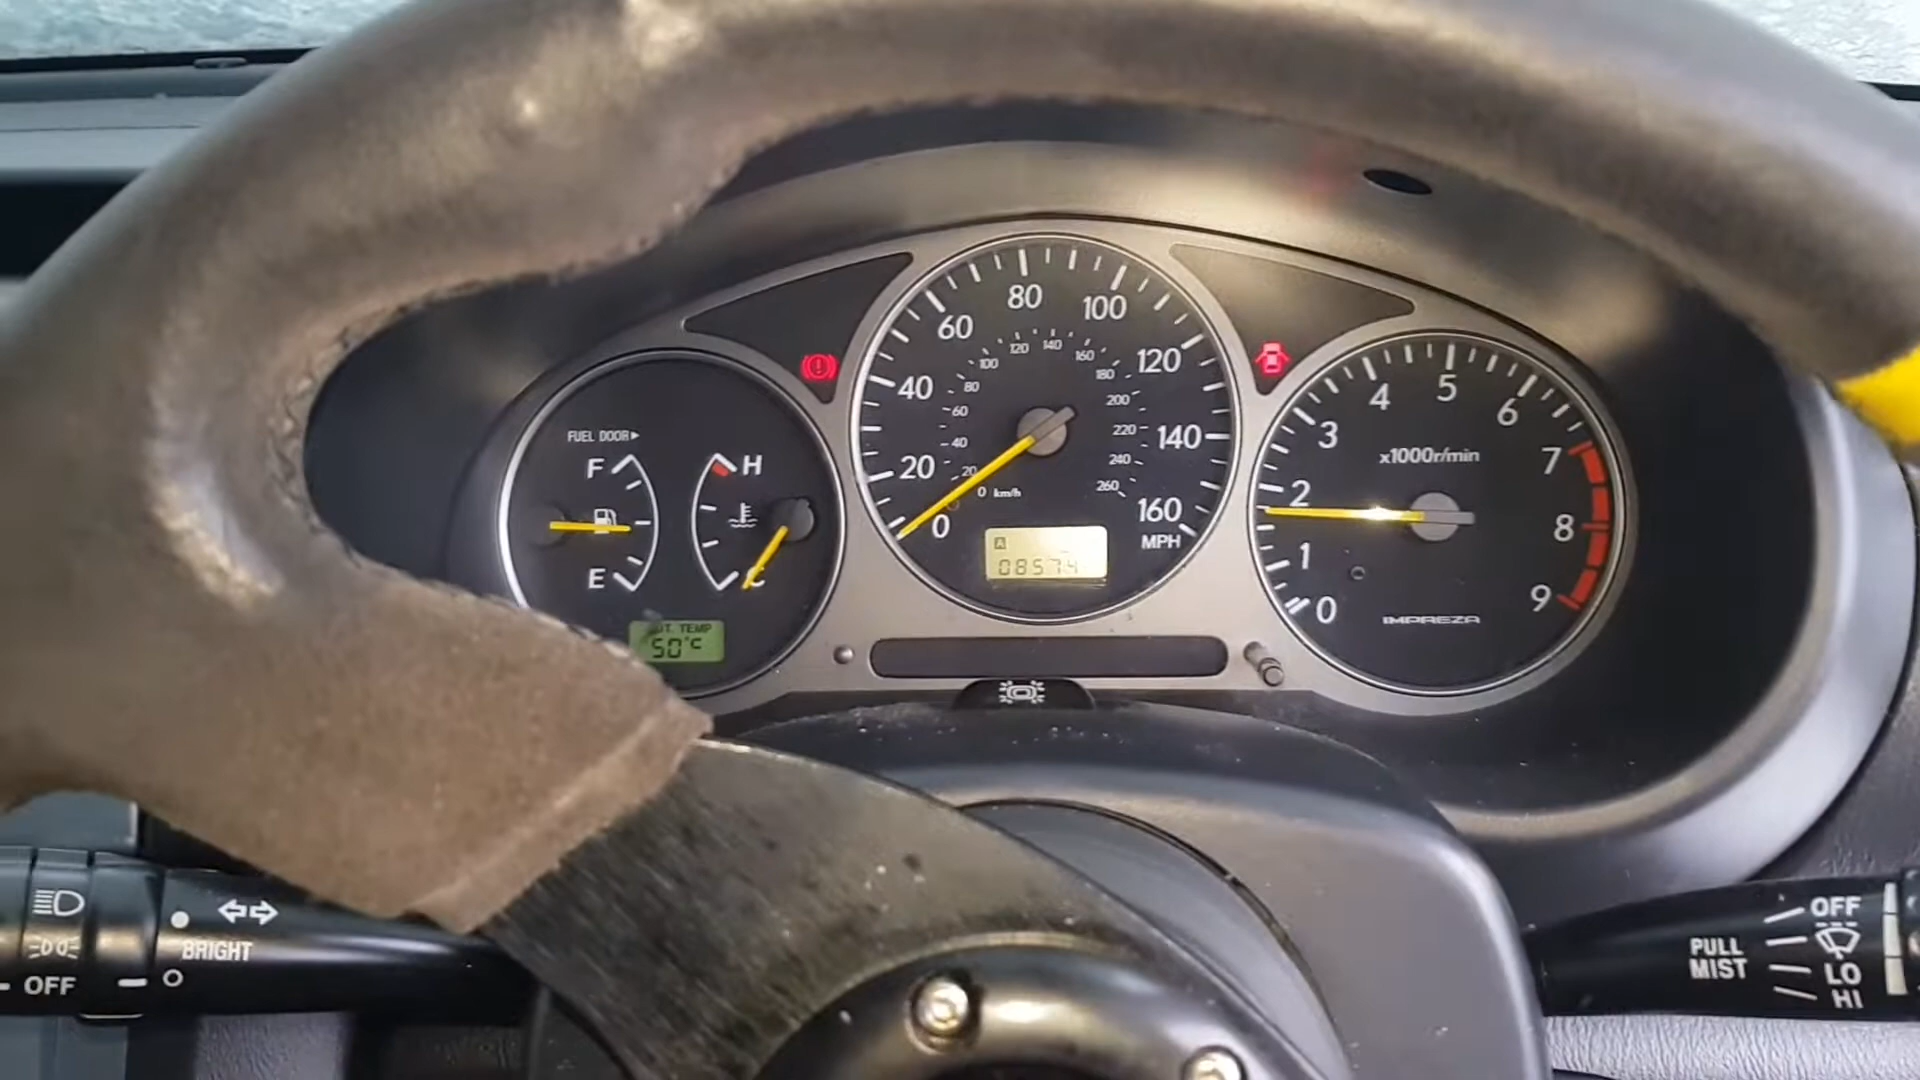 FUEL DOOR▶
F
E
H
C
OUT. TEMP
50°C
0
20
40
60
80
100
120
140
160
MPH
0 km/h
20
40
60
80
100
120
140
160
180
200
220
240
260
A
08574
0
1
2
3
4
5
6
7
8
9
x1000r/min
IMPREZA
BRIGHT
OFF
PULL
MIST
OFF
LO
HI